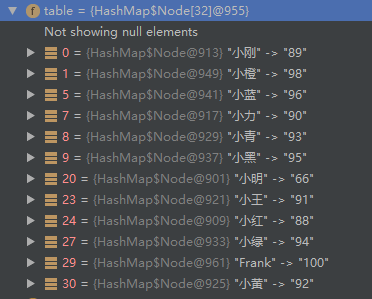 f table = {HashMap$Node[32]@955}
Not showing null elements
0 = {HashMap$Node@913} "小刚" -> "89"
1 = {HashMap$Node@949} "小橙" -> "98"
5 = {HashMap$Node@941} "小蓝" -> "96"
7 = {HashMap$Node@917} "小力" -> "90"
8 = {HashMap$Node@929} "小青" -> "93"
9 = {HashMap$Node@937} "小黑" -> "95"
20 = {HashMap$Node@901} "小明" -> "66"
23 = {HashMap$Node@921} "小王" -> "91"
24 = {HashMap$Node@909} "小红" -> "88"
27 = {HashMap$Node@933} "小绿" -> "94"
29 = {HashMap$Node@961} "Frank" -> "100"
30 = {HashMap$Node@925} "小黄" -> "92"